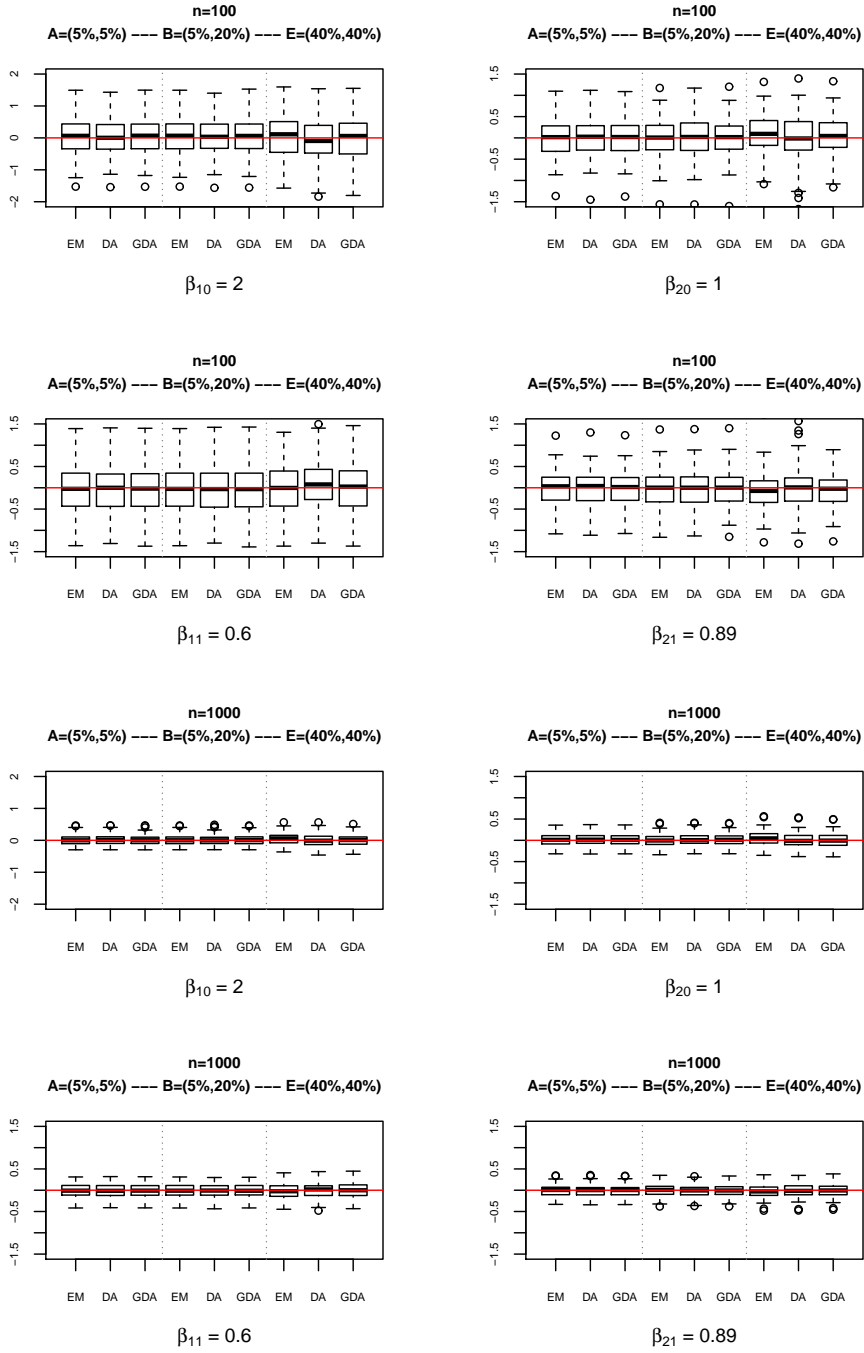 n=100
A=(5%,5%) −−− B=(5%,20%) −−− E=(40%,40%)
2
1
0
−1
−2
EM DA GDA EM DA GDA EM DA GDA
β10 = 2
n=100
A=(5%,5%) −−− B=(5%,20%) −−− E=(40%,40%)
1.5
0.5
−0.5
−1.5
EM DA GDA EM DA GDA EM DA GDA
β20 = 1
n=100
A=(5%,5%) −−− B=(5%,20%) −−− E=(40%,40%)
1.5
0.5
−0.5
−1.5
EM DA GDA EM DA GDA EM DA GDA
β11 = 0.6
n=100
A=(5%,5%) −−− B=(5%,20%) −−− E=(40%,40%)
1.5
0.5
−0.5
−1.5
EM DA GDA EM DA GDA EM DA GDA
β21 = 0.89
n=1000
A=(5%,5%) −−− B=(5%,20%) −−− E=(40%,40%)
2
1
0
−1
−2
EM DA GDA EM DA GDA EM DA GDA
β10 = 2
n=1000
A=(5%,5%) −−− B=(5%,20%) −−− E=(40%,40%)
1.5
0.5
−0.5
−1.5
EM DA GDA EM DA GDA EM DA GDA
β20 = 1
n=1000
A=(5%,5%) −−− B=(5%,20%) −−− E=(40%,40%)
1.5
0.5
−0.5
−1.5
EM DA GDA EM DA GDA EM DA GDA
β11 = 0.6
n=1000
A=(5%,5%) −−− B=(5%,20%) −−− E=(40%,40%)
1.5
0.5
−0.5
−1.5
EM DA GDA EM DA GDA EM DA GDA
β21 = 0.89